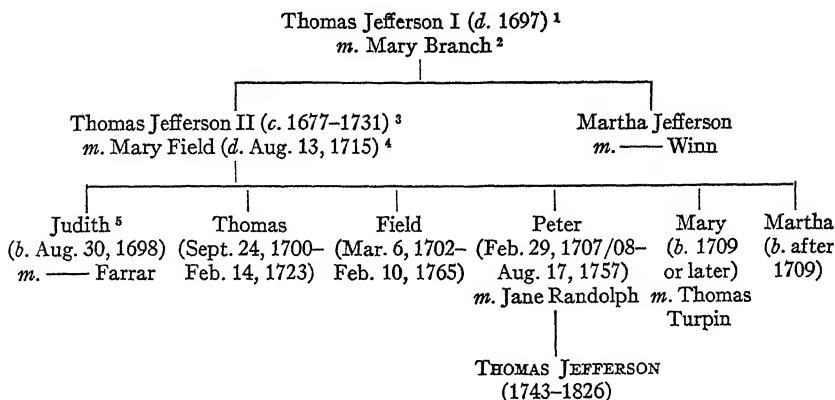 Thomas Jefferson I (d. 1697) ¹
m. Mary Branch ²
Thomas Jefferson II (c. 1677–1731) ³
m. Mary Field (d. Aug. 13, 1715) ⁴
Martha Jefferson
m. —— Winn
Judith ⁵
(b. Aug. 30, 1698)
m. —— Farrar
Thomas
(Sept. 24, 1700–
Feb. 14, 1723)
Field
(Mar. 6, 1702–
Feb. 10, 1765)
Peter
(Feb. 29, 1707/08–
Aug. 17, 1757)
m. Jane Randolph
Mary
(b. 1709
or later)
m. Thomas
Turpin
Martha
(b. after
1709)
THOMAS JEFFERSON
(1743–1826)